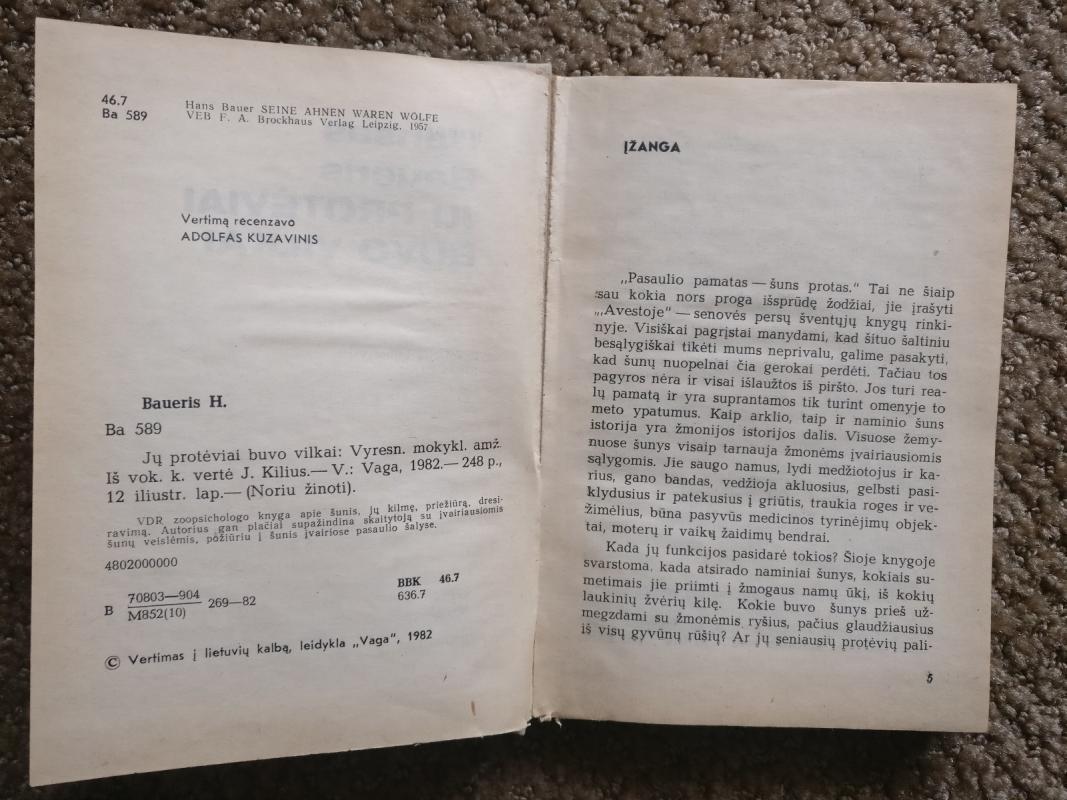 46.7
Ba 589
Hans Bauer SEINE AHNEN WAREN WÖLFE
VEB F. A. Brockhaus Verlag Leipzig, 1957
Vertimą recenzavo
ADOLFAS KUZAVINIS
Baueris H.
Ba 589
Jų protėviai buvo vilkai: Vyresn. mokykl. amž.
Iš vok. k. vertė J. Kilius.— V.: Vaga, 1982.— 248 p.,
12 iliustr. lap.— (Noriu žinoti).
VDR zoopsichologo knyga apie šunis, jų kilmę, priežiūrą, dresi-
ravimą. Autorius gan plačiai supažindina skaitytoją su įvairiausiomis
šunų veislėmis, požiūriu į šunis įvairiose pasaulio šalyse.
4802000000
B 70803—904 269—82
M852(10)
BBK 46.7
636.7
© Vertimas į lietuvių kalbą, leidykla „Vaga", 1982
ĮŽANGA
„Pasaulio pamatas — šuns protas." Tai ne šiaip
sau kokia nors proga išsprūdę žodžiai, jie įrašyti
„Avestoje" — senovės persų šventųjų knygų rinki-
nyje. Visiškai pagrįstai manydami, kad šituo šaltiniu
besąlygiškai tikėti mums neprivalu, galime pasakyti,
kad šunų nuopelnai čia gerokai perdėti. Tačiau tos
pagyros nėra ir visai išlaužtos iš piršto. Jos turi rea-
lų pamatą ir yra suprantamos tik turint omenyje to
meto ypatumus. Kaip arklio, taip ir naminio šuns
istorija yra žmonijos istorijos dalis. Visuose žemy-
nuose šunys visaip tarnauja žmonėms įvairiausiomis
sąlygomis. Jie saugo namus, lydi medžiotojus ir ka-
rius, gano bandas, vedžioja akluosius, gelbsti pasi-
klydusius ir patekusius į griūtis, traukia roges ir ve-
žimėlius, būna pasyvūs medicinos tyrinėjimų objek-
tai, moterų ir vaikų žaidimų bendrai.
Kada jų funkcijos pasidarė tokios? Šioje knygoje
svarstoma, kada atsirado naminiai šunys, kokiais su-
metimais jie priimti į žmogaus namų ūkį, iš kokių
laukinių žvėrių kilę. Kokie buvo šunys prieš už-
megzdami su žmonėmis ryšius, pačius glaudžiausius
iš visų gyvūnų rūšių? Ar jų seniausių protėvių pali-
5